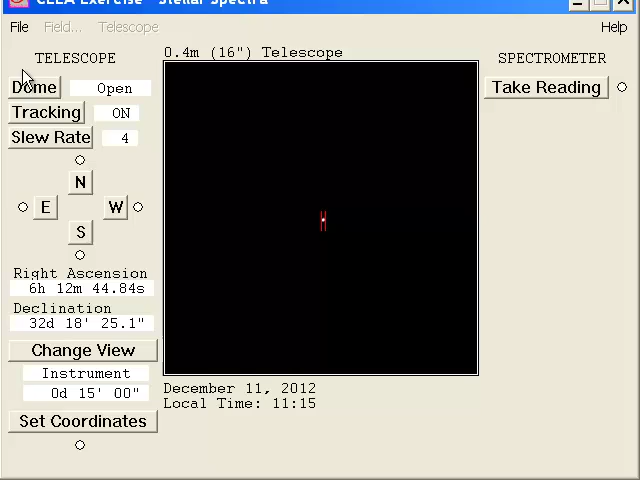 CLEA Exercise - Stellar Spectra
File Field... Telescope Help
TELESCOPE
0.4m (16") Telescope
SPECTROMETER
Dome Open
Take Reading
Tracking ON
Slew Rate 4
N
E W
S
Right Ascension
6h 12m 44.84s
Declination
32d 18' 25.1"
Change View
Instrument
0d 15' 00"
December 11, 2012
Local Time: 11:15
Set Coordinates